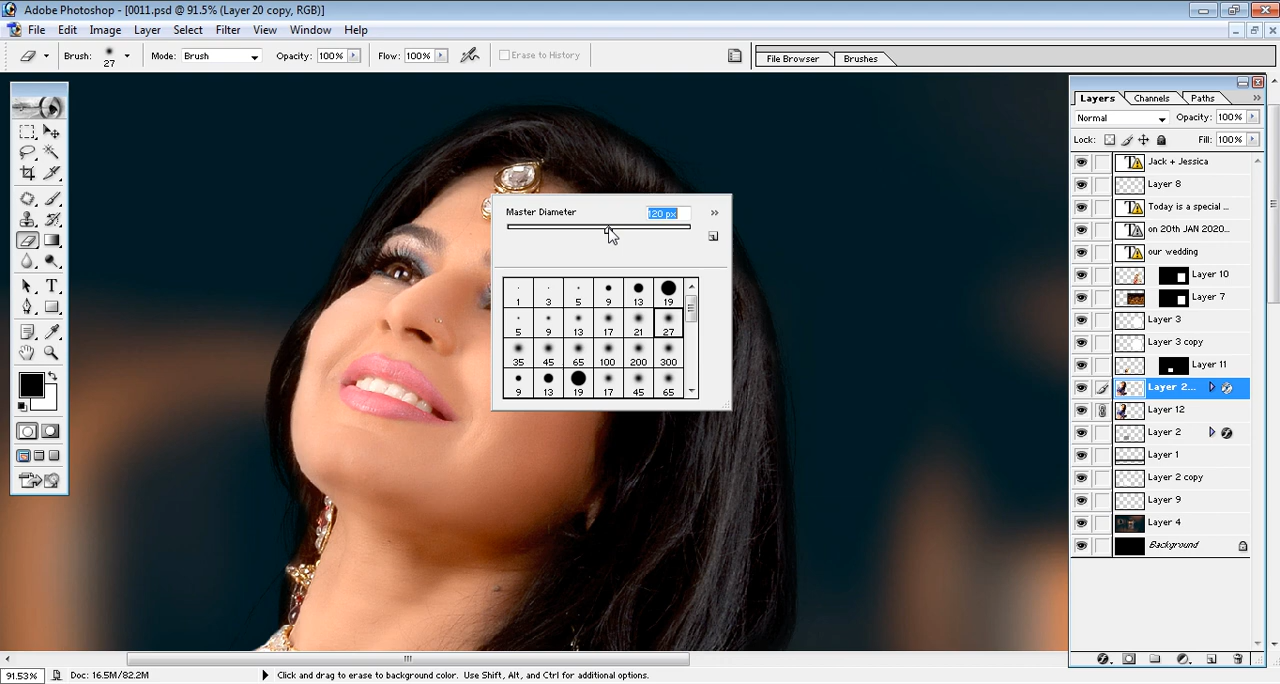 Adobe Photoshop - [0011.psd @ 91.5% (Layer 20 copy, RGB)]
File Edit Image Layer Select Filter View Window Help
Brush: 27 Mode: Brush Opacity: 100% Flow: 100% Erase to History File Browser Brushes
Layers Channels Paths
Normal Opacity: 100%
Lock: Fill: 100%
Jack + Jessica
Layer 8
Today is a special ...
on 20th JAN 2020...
our wedding
Layer 10
Layer 7
Layer 3
Layer 3 copy
Layer 11
Layer 2...
Layer 12
Layer 2
Layer 1
Layer 2 copy
Layer 9
Layer 4
Background
Master Diameter 120 px
1 3 5 9 13 19
5 9 13 17 21 27
35 45 65 100 200 300
9 13 19 17 45 65
91.53% Doc: 16.5M/82.2M Click and drag to erase to background color. Use Shift, Alt, and Ctrl for additional options.